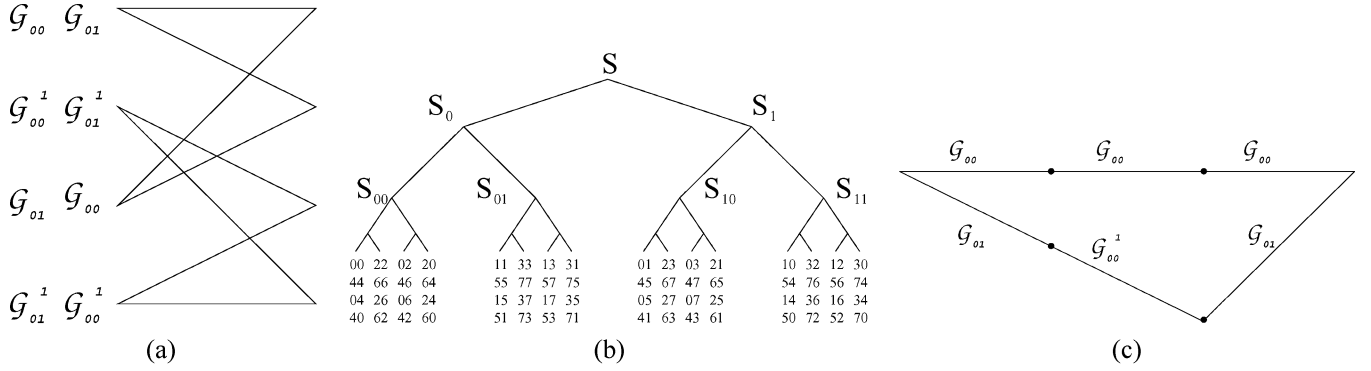 𝒢₀₀ 𝒢₀₁
𝒢₀₀¹ 𝒢₀₁¹
𝒢₀₁ 𝒢₀₀
𝒢₀₁¹ 𝒢₀₀¹
(a)
S
S₀ S₁
S₀₀ S₀₁ S₁₀ S₁₁
00 22 02 20 11 33 13 31 01 23 03 21 10 32 12 30
44 66 46 64 55 77 57 75 45 67 47 65 54 76 56 74
04 26 06 24 15 37 17 35 05 27 07 25 14 36 16 34
40 62 42 60 51 73 53 71 41 63 43 61 50 72 52 70
(b)
𝒢₀₀ 𝒢₀₀ 𝒢₀₀
𝒢₀₁ 𝒢₀₀¹ 𝒢₀₁
(c)